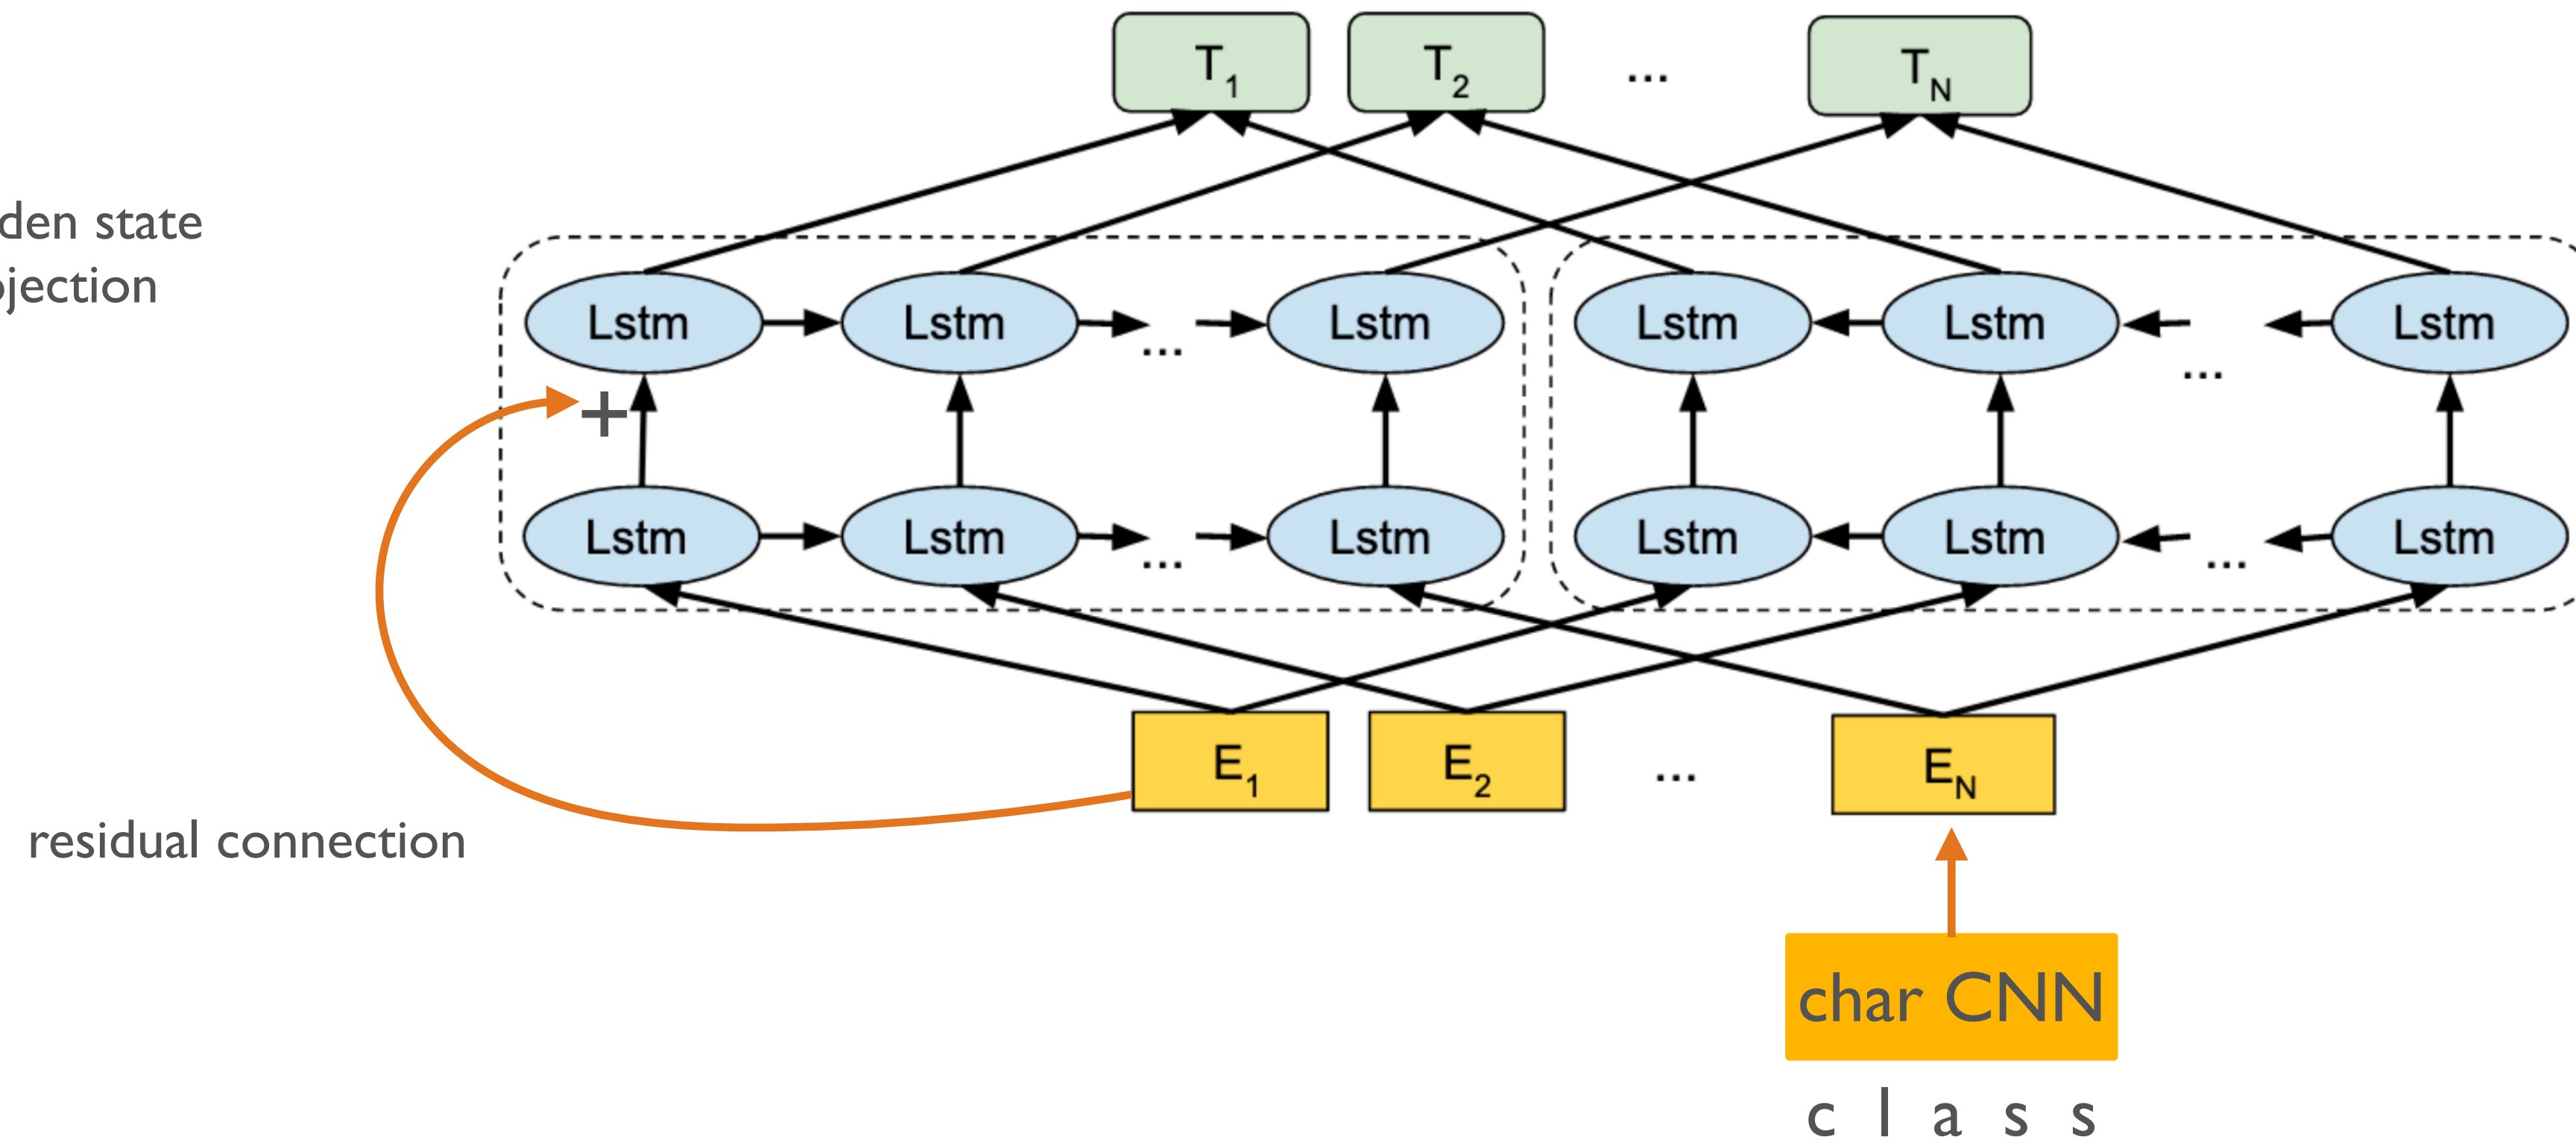 T1 T2 ... TN
den state
jection
Lstm Lstm ... Lstm Lstm Lstm ... Lstm
+
Lstm Lstm ... Lstm Lstm Lstm ... Lstm
E1 E2 ... EN
residual connection
char CNN
c l a s s